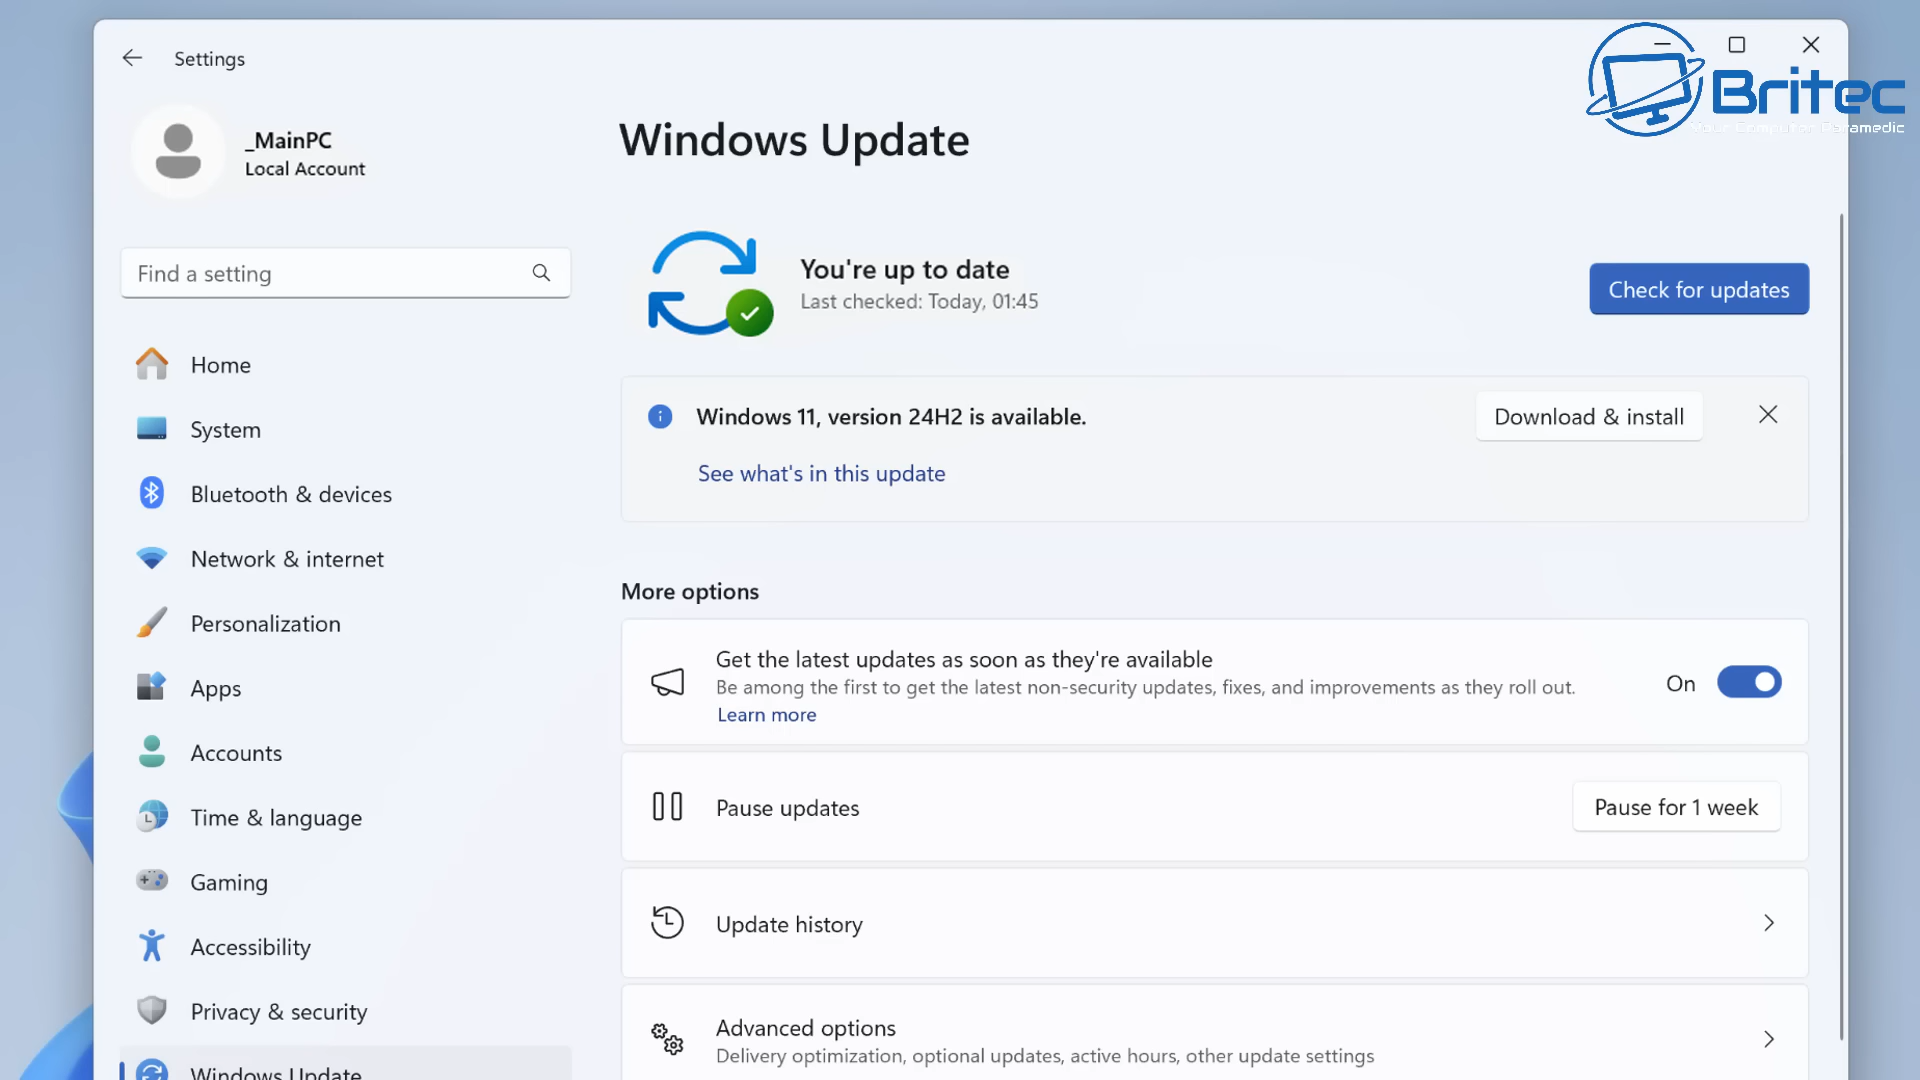 Settings
Britec
Your Computer Paramedic
_MainPC
Local Account
Find a setting
Home
System
Bluetooth & devices
Network & internet
Personalization
Apps
Accounts
Time & language
Gaming
Accessibility
Privacy & security
Windows Update
Windows Update
You're up to date
Last checked: Today, 01:45
Check for updates
Windows 11, version 24H2 is available.
Download & install
See what's in this update
More options
Get the latest updates as soon as they're available
Be among the first to get the latest non-security updates, fixes, and improvements as they roll out.
Learn more
On
Pause updates
Pause for 1 week
Update history
Advanced options
Delivery optimization, optional updates, active hours, other update settings